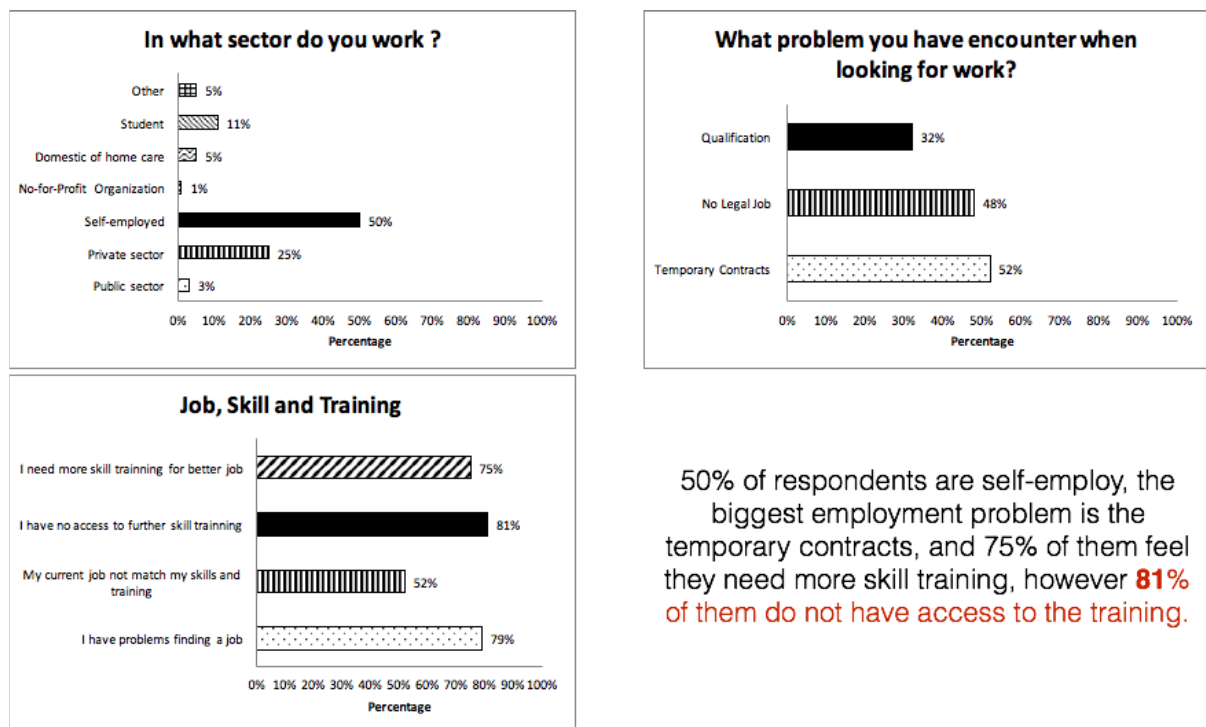 In what sector do you work ?
Other
5%
Student
11%
Domestic of home care
5%
No-for-Profit Organization
1%
Self-employed
50%
Private sector
25%
Public sector
3%
0% 10% 20% 30% 40% 50% 60% 70% 80% 90% 100%
Percentage
What problem you have encounter when
looking for work?
Qualification
32%
No Legal Job
48%
Temporary Contracts
52%
0% 10% 20% 30% 40% 50% 60% 70% 80% 90% 100%
Percentage
Job, Skill and Training
I need more skill trainning for better job
75%
I have no access to further skill trainning
81%
My current job not match my skills and
training
52%
I have problems finding a job
79%
0% 10% 20% 30% 40% 50% 60% 70% 80% 90% 100%
Percentage
50% of respondents are self-employ, the
biggest employment problem is the
temporary contracts, and 75% of them feel
they need more skill training, however 81%
of them do not have access to the training.